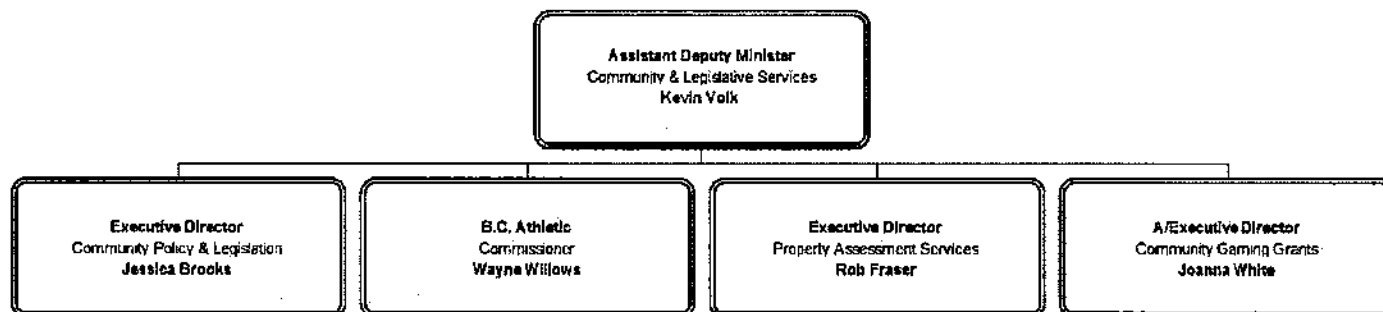 Assistant Deputy Minister
Community & Legislative Services
Kevin Volk
Executive Director
Community Policy & Legislation
Jessica Brooks
B.C. Athletic
Commissioner
Wayne Willows
Executive Director
Property Assessment Services
Rob Fraser
A/Executive Director
Community Gaming Grants
Joanna White